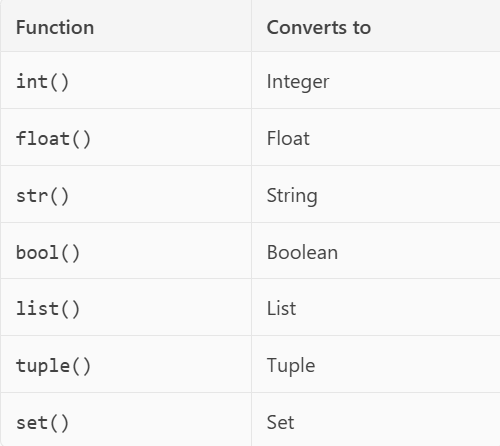 Function Converts to
int() Integer
float() Float
str() String
bool() Boolean
list() List
tuple() Tuple
set() Set